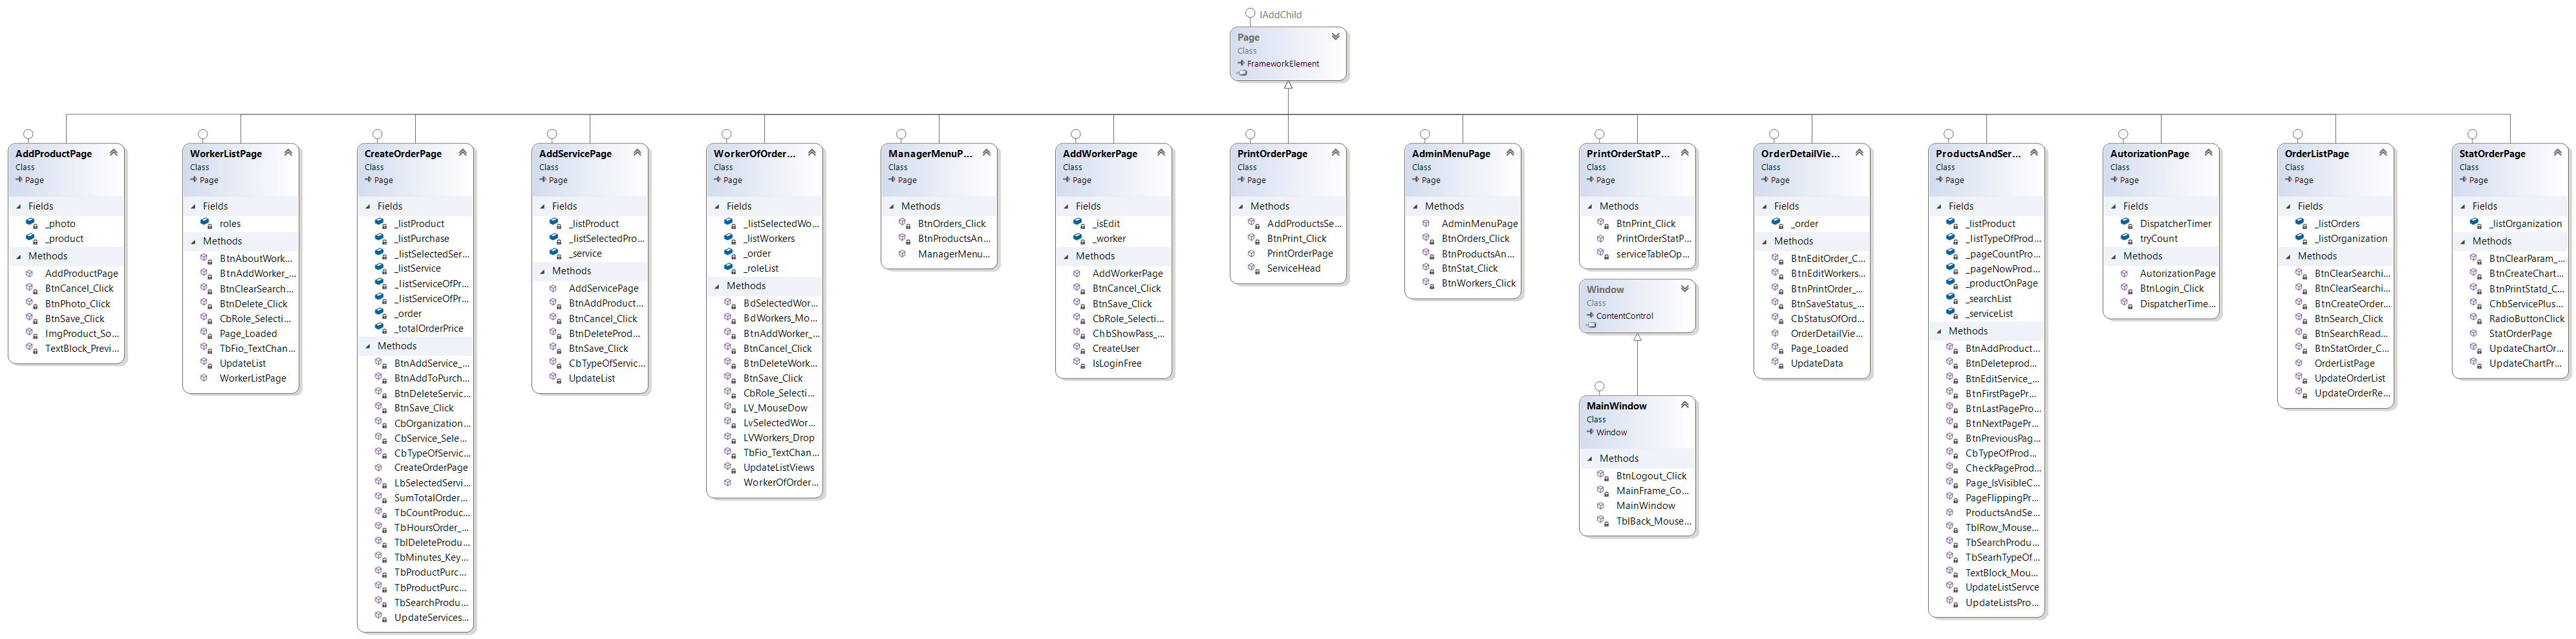 IAddChild
Page
Class
FrameworkElement
AddProductPage
Class
Page
Fields
_photo
_product
Methods
AddProductPage
BtnCancel_Click
BtnPhoto_Click
BtnSave_Click
ImgProduct_So...
TextBlock_Previ...
WorkerListPage
Class
Page
Fields
roles
Methods
BtnAboutWork...
BtnAddWorker_...
BtnClearSearch...
BtnDelete_Click
CbRole_Selecti...
Page_Loaded
TbFio_TextChan...
UpdateList
WorkerListPage
CreateOrderPage
Class
Page
Fields
_listProduct
_listPurchase
_listSelectedSer...
_listService
_listServiceOfPr...
_listServiceOfPr...
_order
_totalOrderPrice
Methods
BtnAddService_...
BtnAddToPurch...
BtnDeleteServic...
BtnSave_Click
CbOrganization...
CbService_Sele...
CbTypeOfServic...
CreateOrderPage
LbSelectedServi...
SumTotalOrder...
TbCountProduc...
TbHoursOrder_...
TblDeleteProdu...
TbMinutes_Key...
TbProductPurc...
TbProductPurc...
TbSearchProdu...
UpdateServices...
AddServicePage
Class
Page
Fields
_listProduct
_listSelectedPro...
_service
Methods
AddServicePage
BtnAddProduct...
BtnCancel_Click
BtnDeleteProd...
BtnSave_Click
CbTypeOfServic...
UpdateList
WorkerOfOrder...
Class
Page
Fields
_listSelectedWo...
_listWorkers
_order
_roleList
Methods
BdSelectedWor...
BdWorkers_Mo...
BtnAddWorker_...
BtnCancel_Click
BtnDeleteWork...
BtnSave_Click
CbRole_Selecti...
LV_MouseDow
LvSelectedWor...
LVWorkers_Drop
TbFio_TextChan...
UpdateListViews
WorkerOfOrder...
ManagerMenuP...
Class
Page
Methods
BtnOrders_Click
BtnProductsAn...
ManagerMenu...
AddWorkerPage
Class
Page
Fields
_isEdit
_worker
Methods
AddWorkerPage
BtnCancel_Click
BtnSave_Click
CbRole_Selecti...
ChbShowPass_...
CreateUser
IsLoginFree
PrintOrderPage
Class
Page
Methods
AddProductsSe...
BtnPrint_Click
PrintOrderPage
ServiceHead
AdminMenuPage
Class
Page
Methods
AdminMenuPage
BtnOrders_Click
BtnProductsAn...
BtnStat_Click
BtnWorkers_Click
PrintOrderStatP...
Class
Page
Methods
BtnPrint_Click
PrintOrderStatP...
serviceTableOp...
Window
Class
ContentControl
MainWindow
Class
Window
Methods
BtnLogout_Click
MainFrame_Co...
MainWindow
TblBack_Mouse...
OrderDetailVie...
Class
Page
Fields
_order
Methods
BtnEditOrder_C...
BtnEditWorkers...
BtnPrintOrder_...
BtnSaveStatus_...
CbStatusOfOrd...
OrderDetailVie...
Page_Loaded
UpdateData
ProductsAndSer...
Class
Page
Fields
_listProduct
_listTypeOfProd...
_pageCountPro...
_pageNowProd...
_productOnPage
_searchList
_serviceList
Methods
BtnAddProduct...
BtnDeleteprod...
BtnEditService_...
BtnFirstPagePr...
BtnLastPagePro...
BtnNextPagePr...
BtnPreviousPag...
CbTypeOfProd...
CheckPageProd...
Page_IsVisibleC...
PageFlippingPr...
ProductsAndSe...
TblRow_Mouse...
TbSearchProdu...
TbSearhTypeOf...
TextBlock_Mou...
UpdateListServce
UpdateListsPro...
AutorizationPage
Class
Page
Fields
DispatcherTimer
tryCount
Methods
AutorizationPage
BtnLogin_Click
DispatcherTime...
OrderListPage
Class
Page
Fields
_listOrders
_listOrganization
Methods
BtnClearSearchi...
BtnClearSearchi...
BtnCreateOrder...
BtnSearch_Click
BtnSearchRead...
BtnStatOrder_C...
OrderListPage
UpdateOrderList
UpdateOrderRe...
StatOrderPage
Class
Page
Fields
_listOrganization
Methods
BtnClearParam_...
BtnCreateChart...
BtnPrintStatd_C...
ChbServicePlus...
RadioButtonClick
StatOrderPage
UpdateChartOr...
UpdateChartPr...